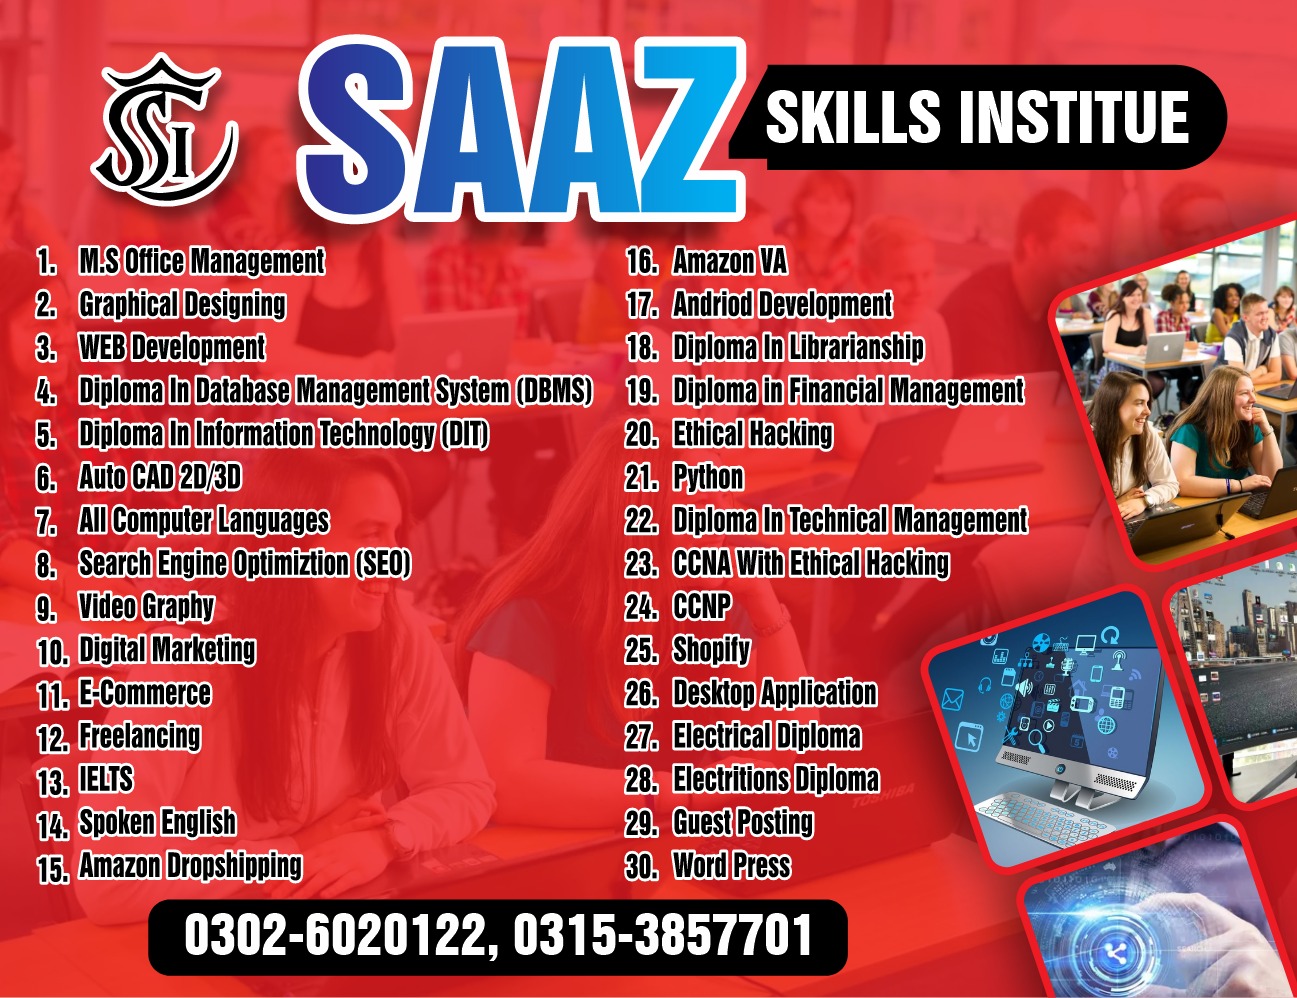 SSI
SAAZ
SKILLS INSTITUE
1. M.S Office Management
2. Graphical Designing
3. WEB Development
4. Diploma In Database Management System (DBMS)
5. Diploma In Information Technology (DIT)
6. Auto CAD 2D/3D
7. All Computer Languages
8. Search Engine Optimiztion (SEO)
9. Video Graphy
10. Digital Marketing
11. E-Commerce
12. Freelancing
13. IELTS
14. Spoken English
15. Amazon Dropshipping
16. Amazon VA
17. Andriod Development
18. Diploma In Librarianship
19. Diploma in Financial Management
20. Ethical Hacking
21. Python
22. Diploma In Technical Management
23. CCNA With Ethical Hacking
24. CCNP
25. Shopify
26. Desktop Application
27. Electrical Diploma
28. Electritions Diploma
29. Guest Posting
30. Word Press
TOSHIBA
0302-6020122, 0315-3857701